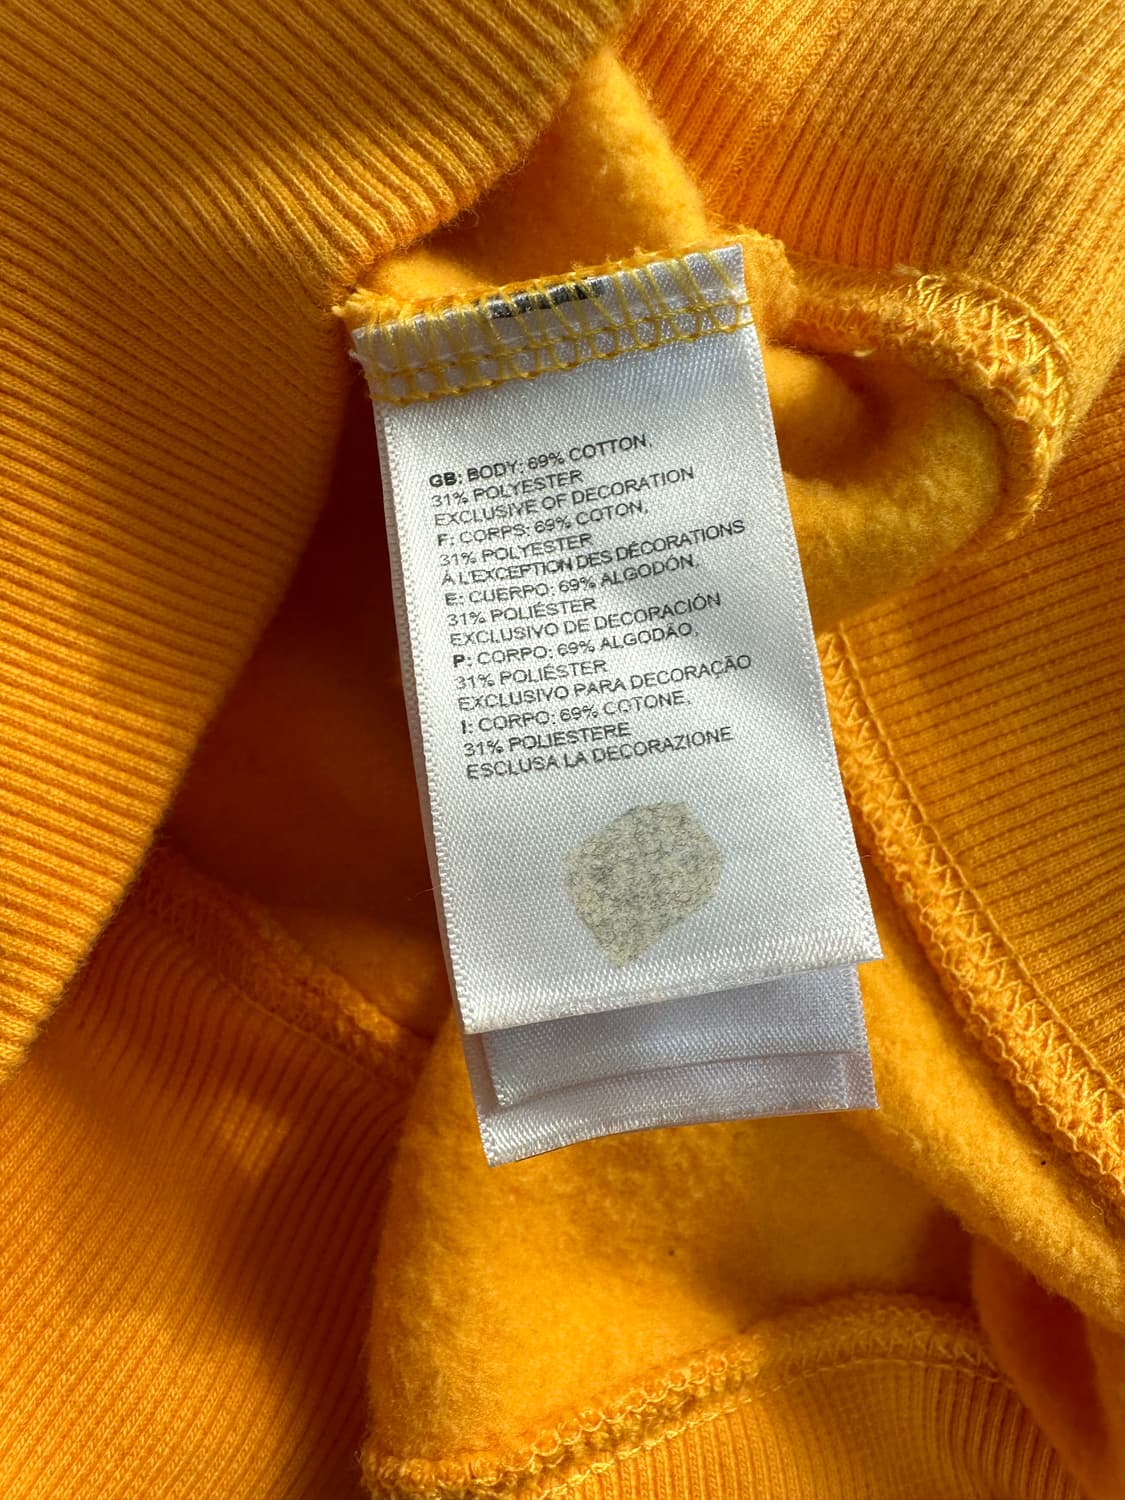 GB: BODY: 69% COTTON,
31% POLYESTER
EXCLUSIVE OF DECORATION
F: CORPS: 69% COTON,
31% POLYESTER
À L'EXCEPTION DES DÉCORATIONS
E: CUERPO: 69% ALGODÓN,
31% POLIÉSTER
EXCLUSIVO DE DECORACIÓN
P: CORPO: 69% ALGODÃO,
31% POLIÉSTER
EXCLUSIVO PARA DECORAÇÃO
I: CORPO: 69% COTONE,
31% POLIESTERE
ESCLUSA LA DECORAZIONE